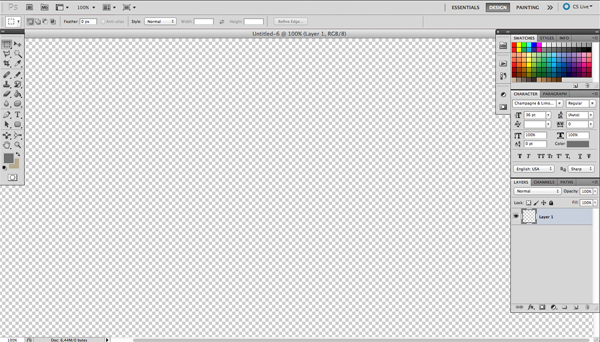 Ps 100% ESSENTIALS DESIGN PAINTING CS Live
Feather: 0 px Anti-alias Style: Normal Width: Height: Refine Edge...
Untitled-6 @ 100% (Layer 1, RGB/8)
SWATCHES STYLES INFO
CHARACTER PARAGRAPH
Champagne & Limo... Regular
36 pt (Auto)
0
100% 100%
0 pt Color:
T T TT Tr T' T, T T
English: USA Sharp
LAYERS CHANNELS PATHS
Normal Opacity: 100%
Lock: Fill: 100%
Layer 1
100% Doc: 6.44M/0 bytes